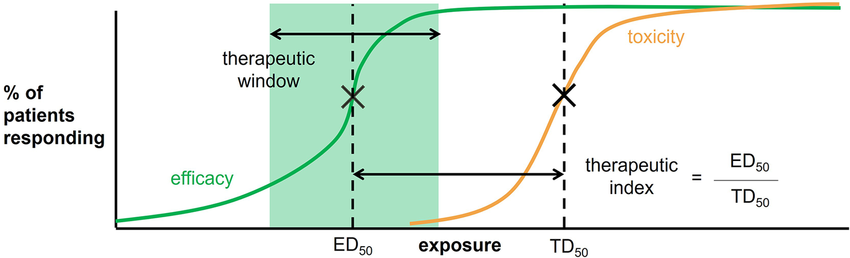 therapeutic
window
toxicity
% of
patients
responding
efficacy
therapeutic
index
=
ED50
TD50
ED50
exposure
TD50